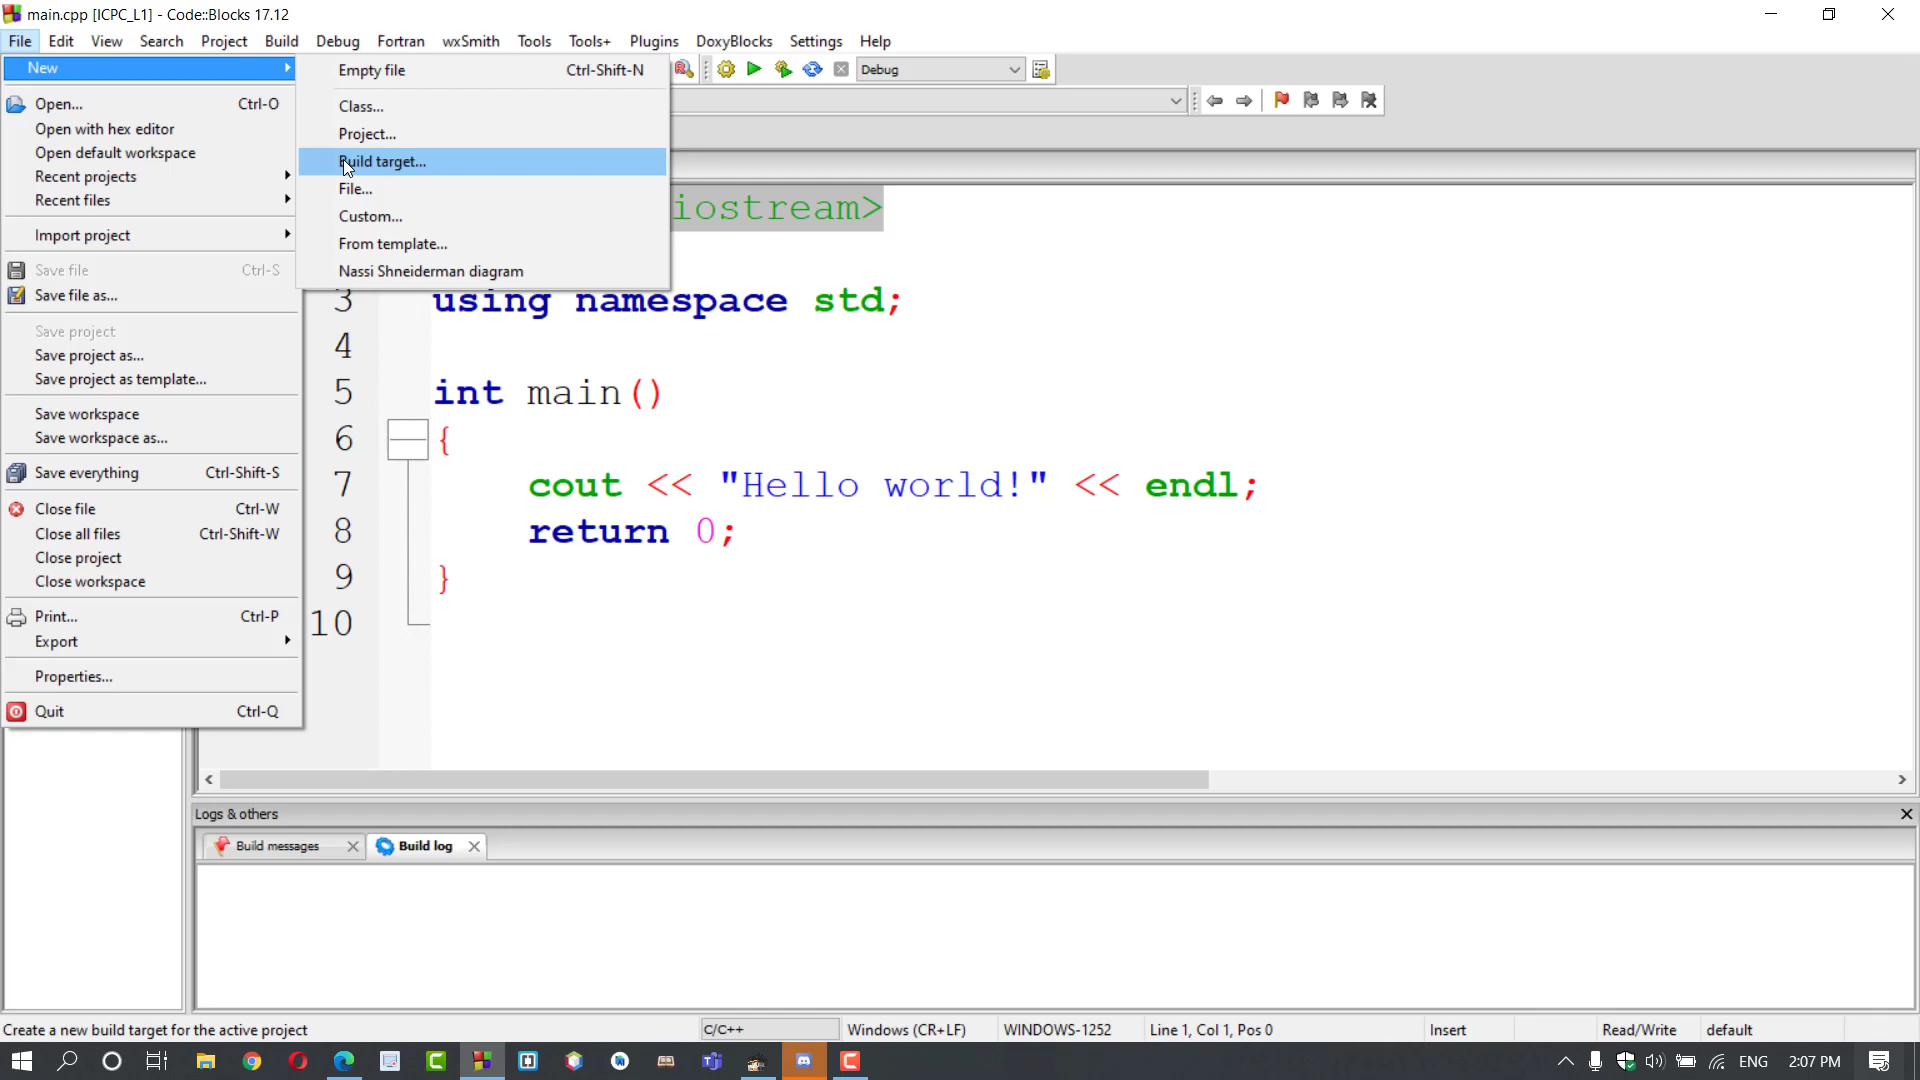 main.cpp [ICPC_L1] - Code::Blocks 17.12
File Edit View Search Project Build Debug Fortran wxSmith Tools Tools+ Plugins DoxyBlocks Settings Help
New
Open... Ctrl-O
Open with hex editor
Open default workspace
Recent projects
Recent files
Import project
Save file Ctrl-S
Save file as...
Save project
Save project as...
Save project as template...
Save workspace
Save workspace as...
Save everything Ctrl-Shift-S
Close file Ctrl-W
Close all files Ctrl-Shift-W
Close project
Close workspace
Print... Ctrl-P
Export
Properties...
Quit Ctrl-Q
Empty file Ctrl-Shift-N
Class...
Project...
Build target...
File...
Custom...
From template...
Nassi Shneiderman diagram
Debug
iostream>
3 using namespace std;
4
5 int main()
6 {
7 cout << "Hello world!" << endl;
8 return 0;
9 }
10
Logs & others
Build messages Build log
Create a new build target for the active project C/C++ Windows (CR+LF) WINDOWS-1252 Line 1, Col 1, Pos 0 Insert Read/Write default
ENG 2:07 PM